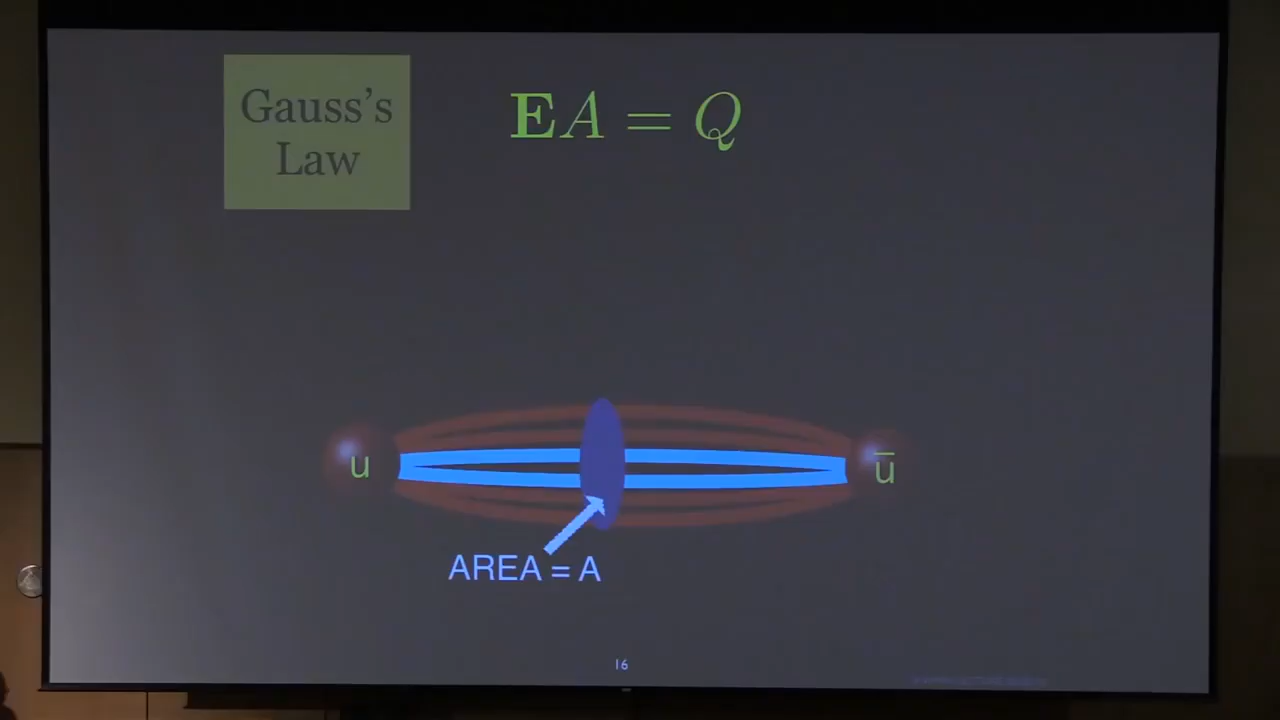 Gauss's
Law
EA = Q
u
ū
AREA = A
16